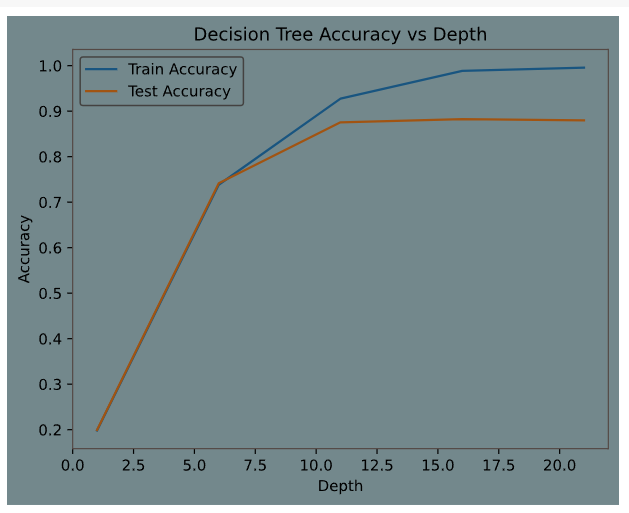 Decision Tree Accuracy vs Depth
Train Accuracy
Test Accuracy
Accuracy
1.0
0.9
0.8
0.7
0.6
0.5
0.4
0.3
0.2
0.0 2.5 5.0 7.5 10.0 12.5 15.0 17.5 20.0
Depth